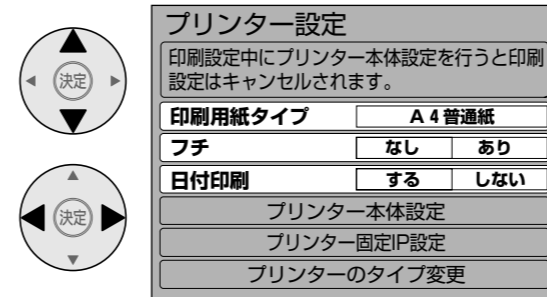 プリンター設定
印刷設定中にプリンター本体設定を行うと印刷
設定はキャンセルされます。
決定
印刷用紙タイプ A4普通紙
フチ なし あり
日付印刷 する しない
決定
プリンター本体設定
プリンター固定IP設定
プリンターのタイプ変更